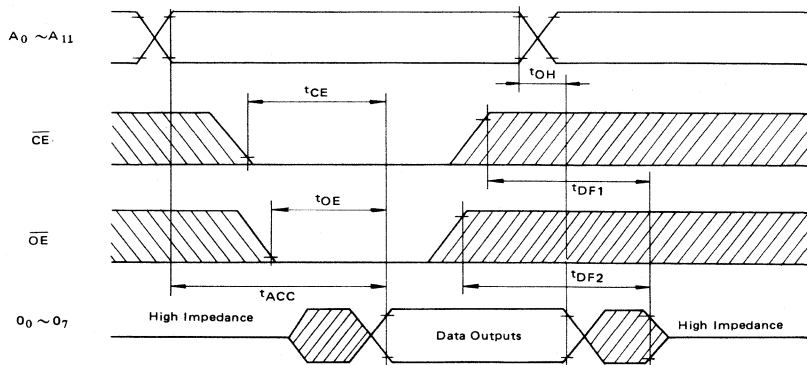 A0 ~ A11
tOH
tCE
CE
tDF1
tOE
OE
tDF2
tACC
O0 ~ O7
High Impedance
Data Outputs
High Impedance